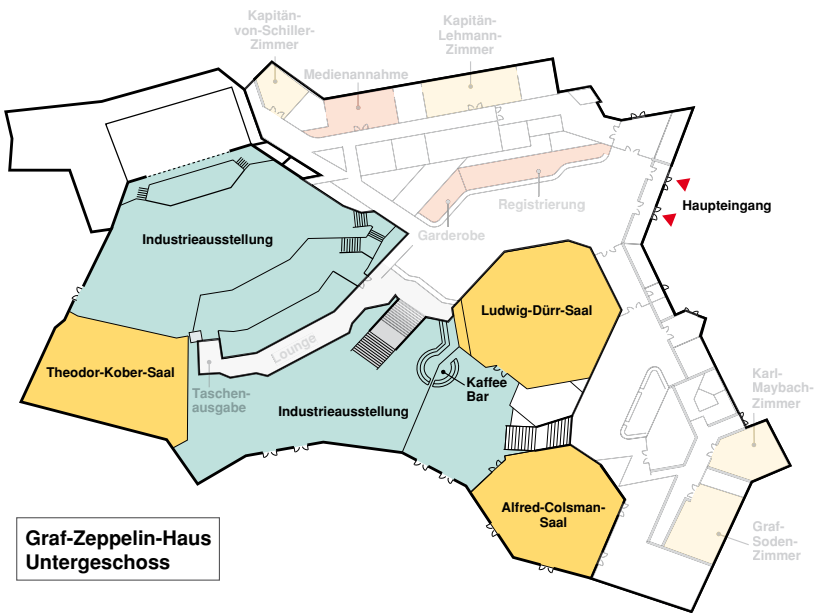 Kapitän-
von-Schiller-
Zimmer
Kapitän-
Lehmann-
Zimmer
Medienannahme
Registrierung
Garderobe
Haupteingang
Industrieausstellung
Ludwig-Dürr-Saal
Theodor-Kober-Saal
Lounge
Taschen-
ausgabe
Kaffee
Bar
Industrieausstellung
Karl-
Maybach-
Zimmer
Alfred-Colsman-
Saal
Graf-
Soden-
Zimmer
Graf-Zeppelin-Haus
Untergeschoss